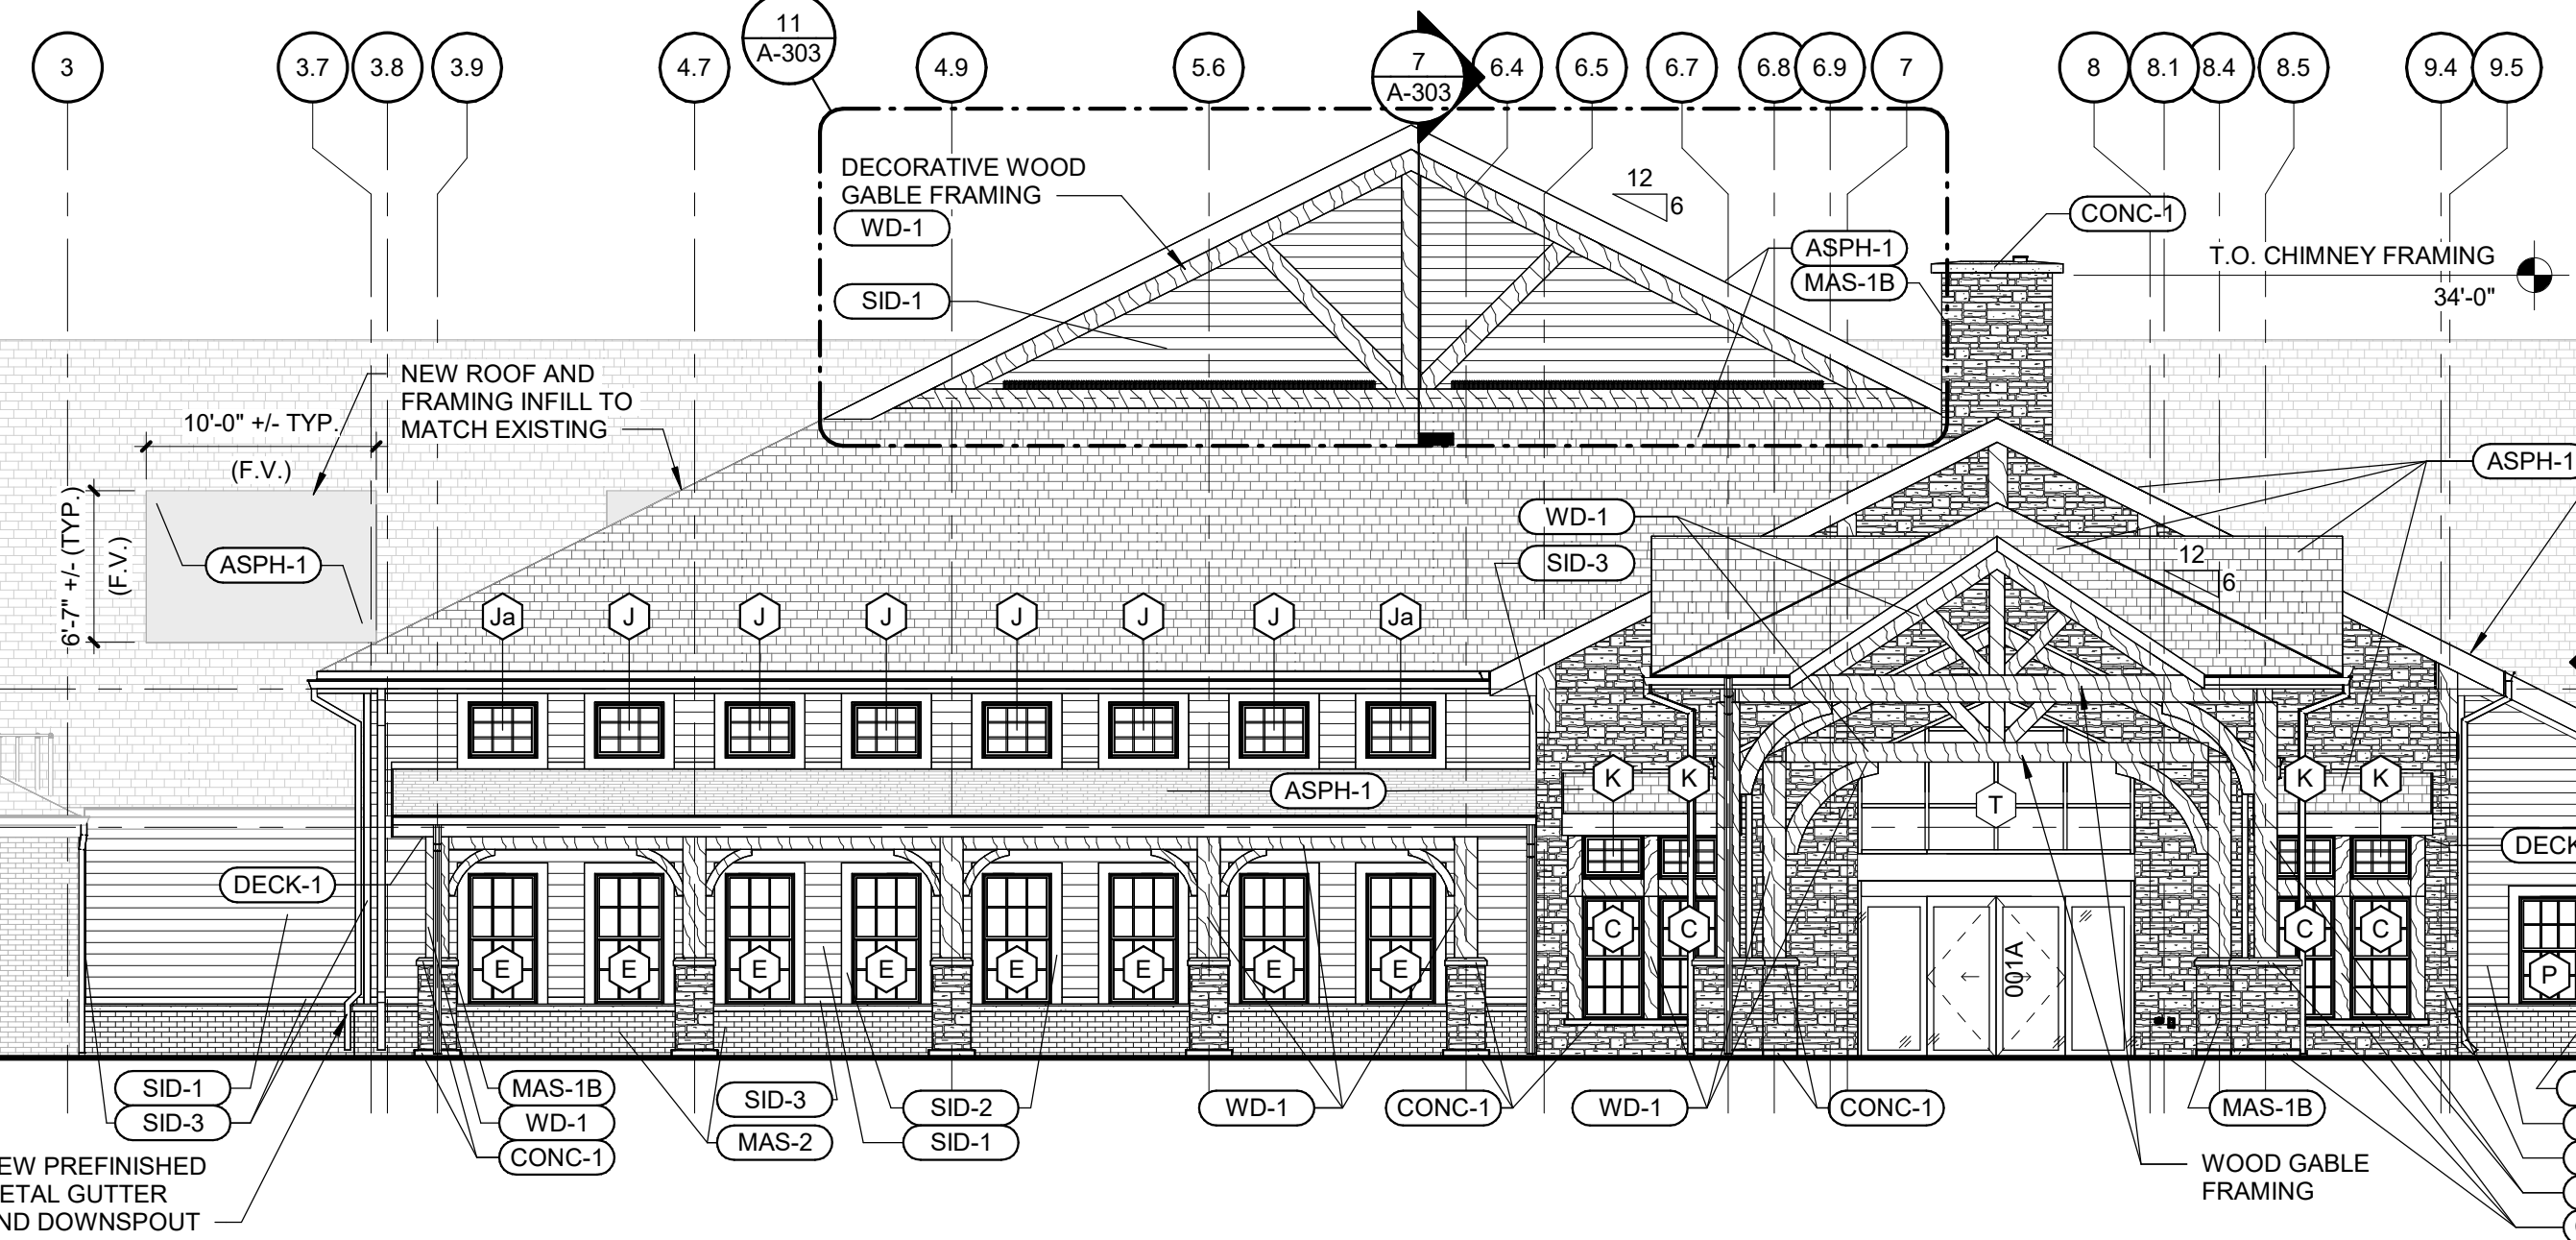 3
3.7
3.8
3.9
4.7
11
A-303
4.9
5.6
7
A-303
6.4
6.5
6.7
6.8
6.9
7
8
8.1
8.4
8.5
9.4
9.5
DECORATIVE WOOD
GABLE FRAMING
WD-1
SID-1
12
6
ASPH-1
MAS-1B
CONC-1
T.O. CHIMNEY FRAMING
34'-0"
NEW ROOF AND
FRAMING INFILL TO
MATCH EXISTING
10'-0" +/- TYP.
(F.V.)
6'-7" +/- (TYP.)
(F.V.)
ASPH-1
WD-1
SID-3
ASPH-1
12
6
Ja
J
J
J
J
J
J
Ja
ASPH-1
K
K
T
K
K
DECK-1
DECK
E
E
E
E
E
E
E
E
C
C
001A
C
C
P
SID-1
SID-3
MAS-1B
WD-1
CONC-1
SID-3
MAS-2
SID-2
SID-1
WD-1
CONC-1
WD-1
CONC-1
MAS-1B
EW PREFINISHED
ETAL GUTTER
ND DOWNSPOUT
WOOD GABLE
FRAMING